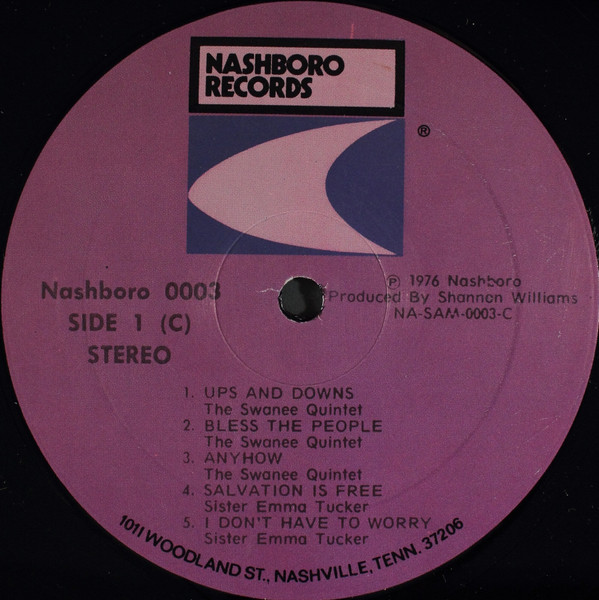 NASHBORO
RECORDS
®
Nashboro 0003
SIDE 1 (C)
STEREO
℗ 1976 Nashboro
Produced By Shannon Williams
NA-SAM-0003-C
1. UPS AND DOWNS
The Swanee Quintet
2. BLESS THE PEOPLE
The Swanee Quintet
3. ANYHOW
The Swanee Quintet
4. SALVATION IS FREE
Sister Emma Tucker
5. I DON'T HAVE TO WORRY
Sister Emma Tucker
1011 WOODLAND ST., NASHVILLE, TENN. 37206